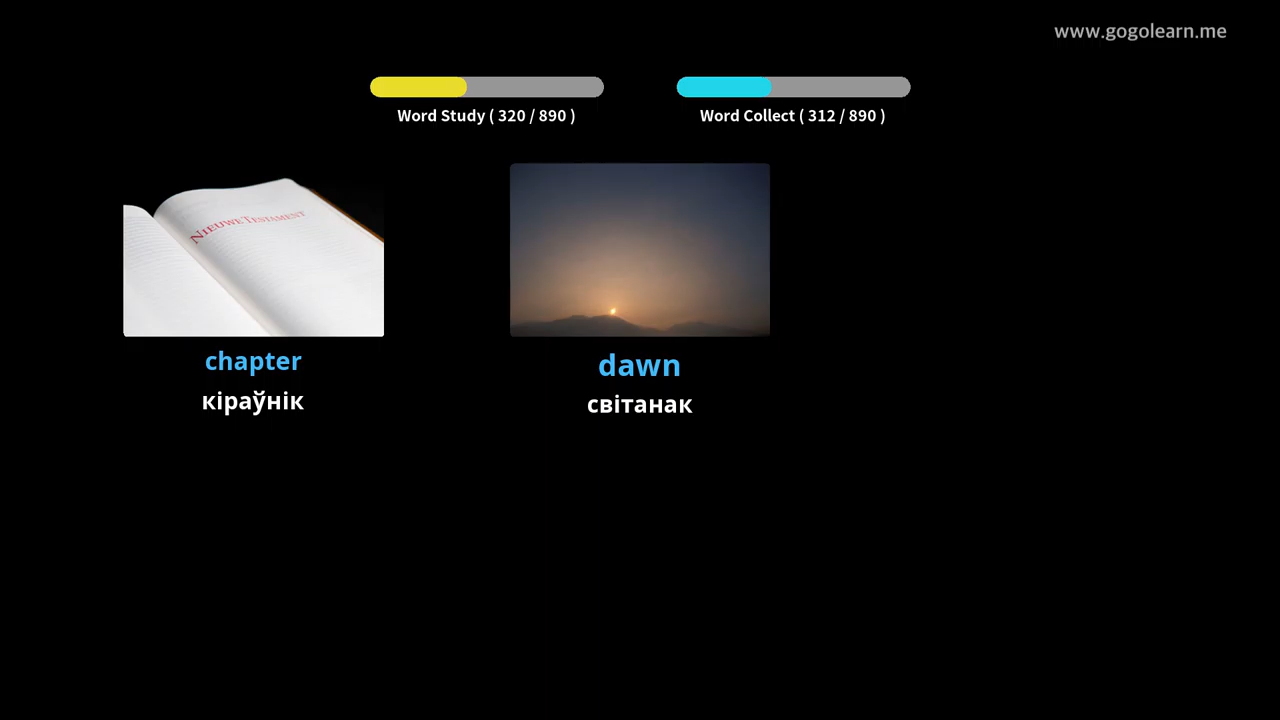 www.gogolearn.me
Word Study ( 320 / 890 )
Word Collect ( 312 / 890 )
NIEUWE TESTAMENT
chapter
кіраўнік
dawn
світанак